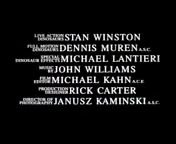 LIVE ACTION DINOSAURS STAN WINSTON
FULL MOTION DINOSAURS DENNIS MUREN A.S.C.
SPECIAL DINOSAUR EFFECTS MICHAEL LANTIERI
MUSIC BY JOHN WILLIAMS
FILM EDITOR MICHAEL KAHN A.C.E.
PRODUCTION DESIGNER RICK CARTER
DIRECTOR OF PHOTOGRAPHY JANUSZ KAMINSKI A.S.C.